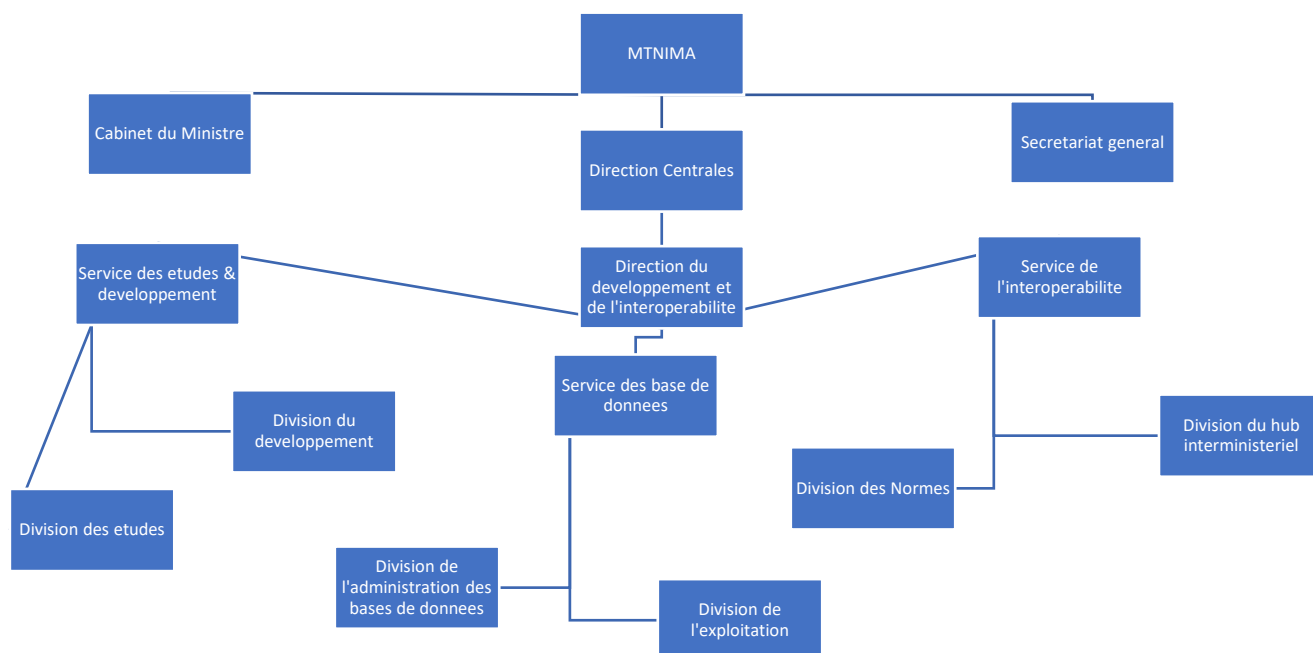 MTNIMA
Cabinet du Ministre
Direction Centrales
Secretariat general
Service des etudes &
developpement
Direction du
developpement et
de l'interoperabilite
Service de
l'interoperabilite
Service des base de
donnees
Division du
developpement
Division du hub
interministeriel
Division des Normes
Division des etudes
Division de
l'administration des
bases de donnees
Division de
l'exploitation